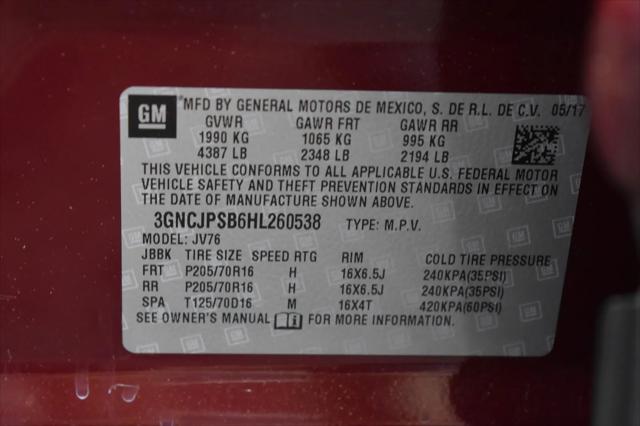 GM MFD BY GENERAL MOTORS DE MEXICO, S. DE R.L. DE C.V. 05/17
GVWR GAWR FRT GAWR RR
1990 KG 1065 KG 995 KG
4387 LB 2348 LB 2194 LB
THIS VEHICLE CONFORMS TO ALL APPLICABLE U.S. FEDERAL MOTOR
VEHICLE SAFETY AND THEFT PREVENTION STANDARDS IN EFFECT ON
THE DATE OF MANUFACTURE SHOWN ABOVE.
3GNCJPSB6HL260538 TYPE: M.P.V.
MODEL: JV76
JBBK TIRE SIZE SPEED RTG RIM COLD TIRE PRESSURE
FRT P205/70R16 H 16X6.5J 240KPA(35PSI)
RR P205/70R16 H 16X6.5J 240KPA(35PSI)
SPA T125/70D16 M 16X4T 420KPA(60PSI)
SEE OWNER'S MANUAL FOR MORE INFORMATION.